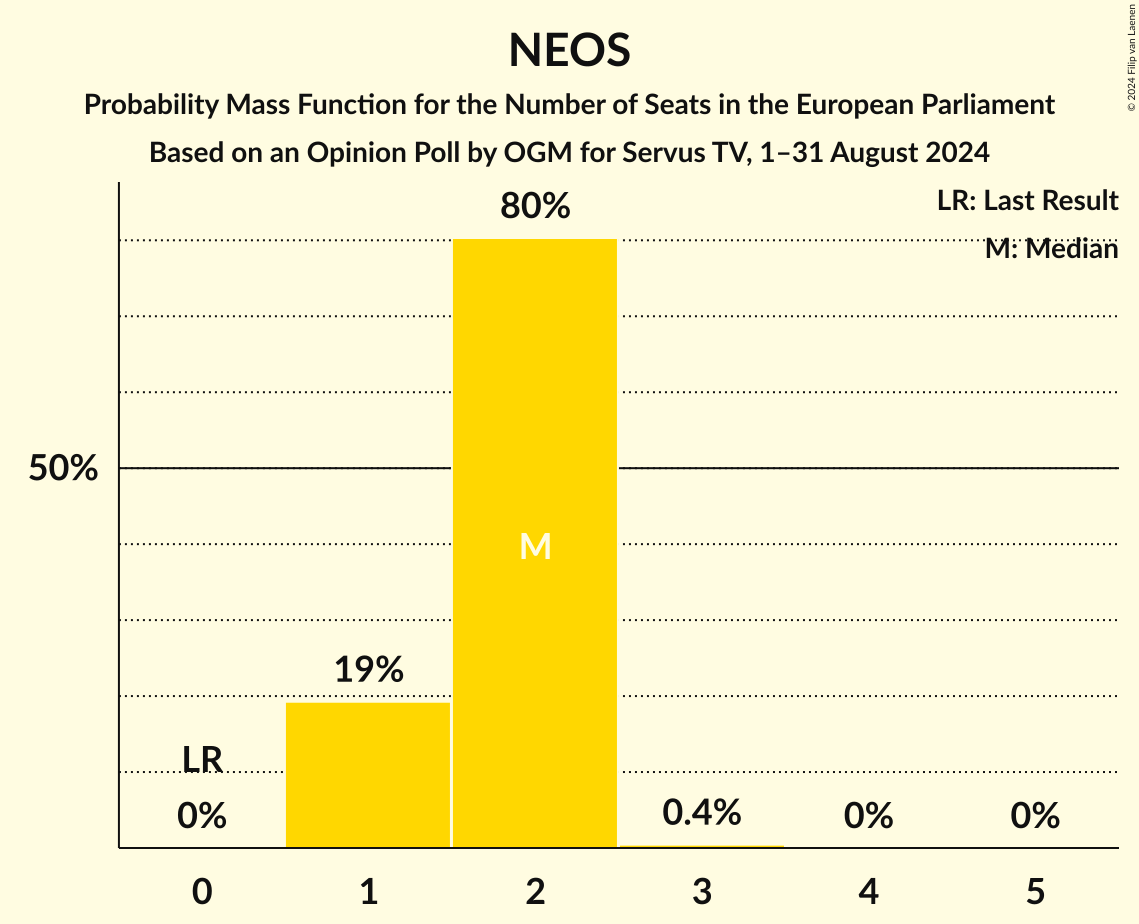 NEOS
Probability Mass Function for the Number of Seats in the European Parliament
Based on an Opinion Poll by OGM for Servus TV, 1–31 August 2024
© 2024 Filip van Laenen
LR: Last Result
M: Median
80%
50%
M
19%
LR
0%
0.4%
0%
0%
0 1 2 3 4 5